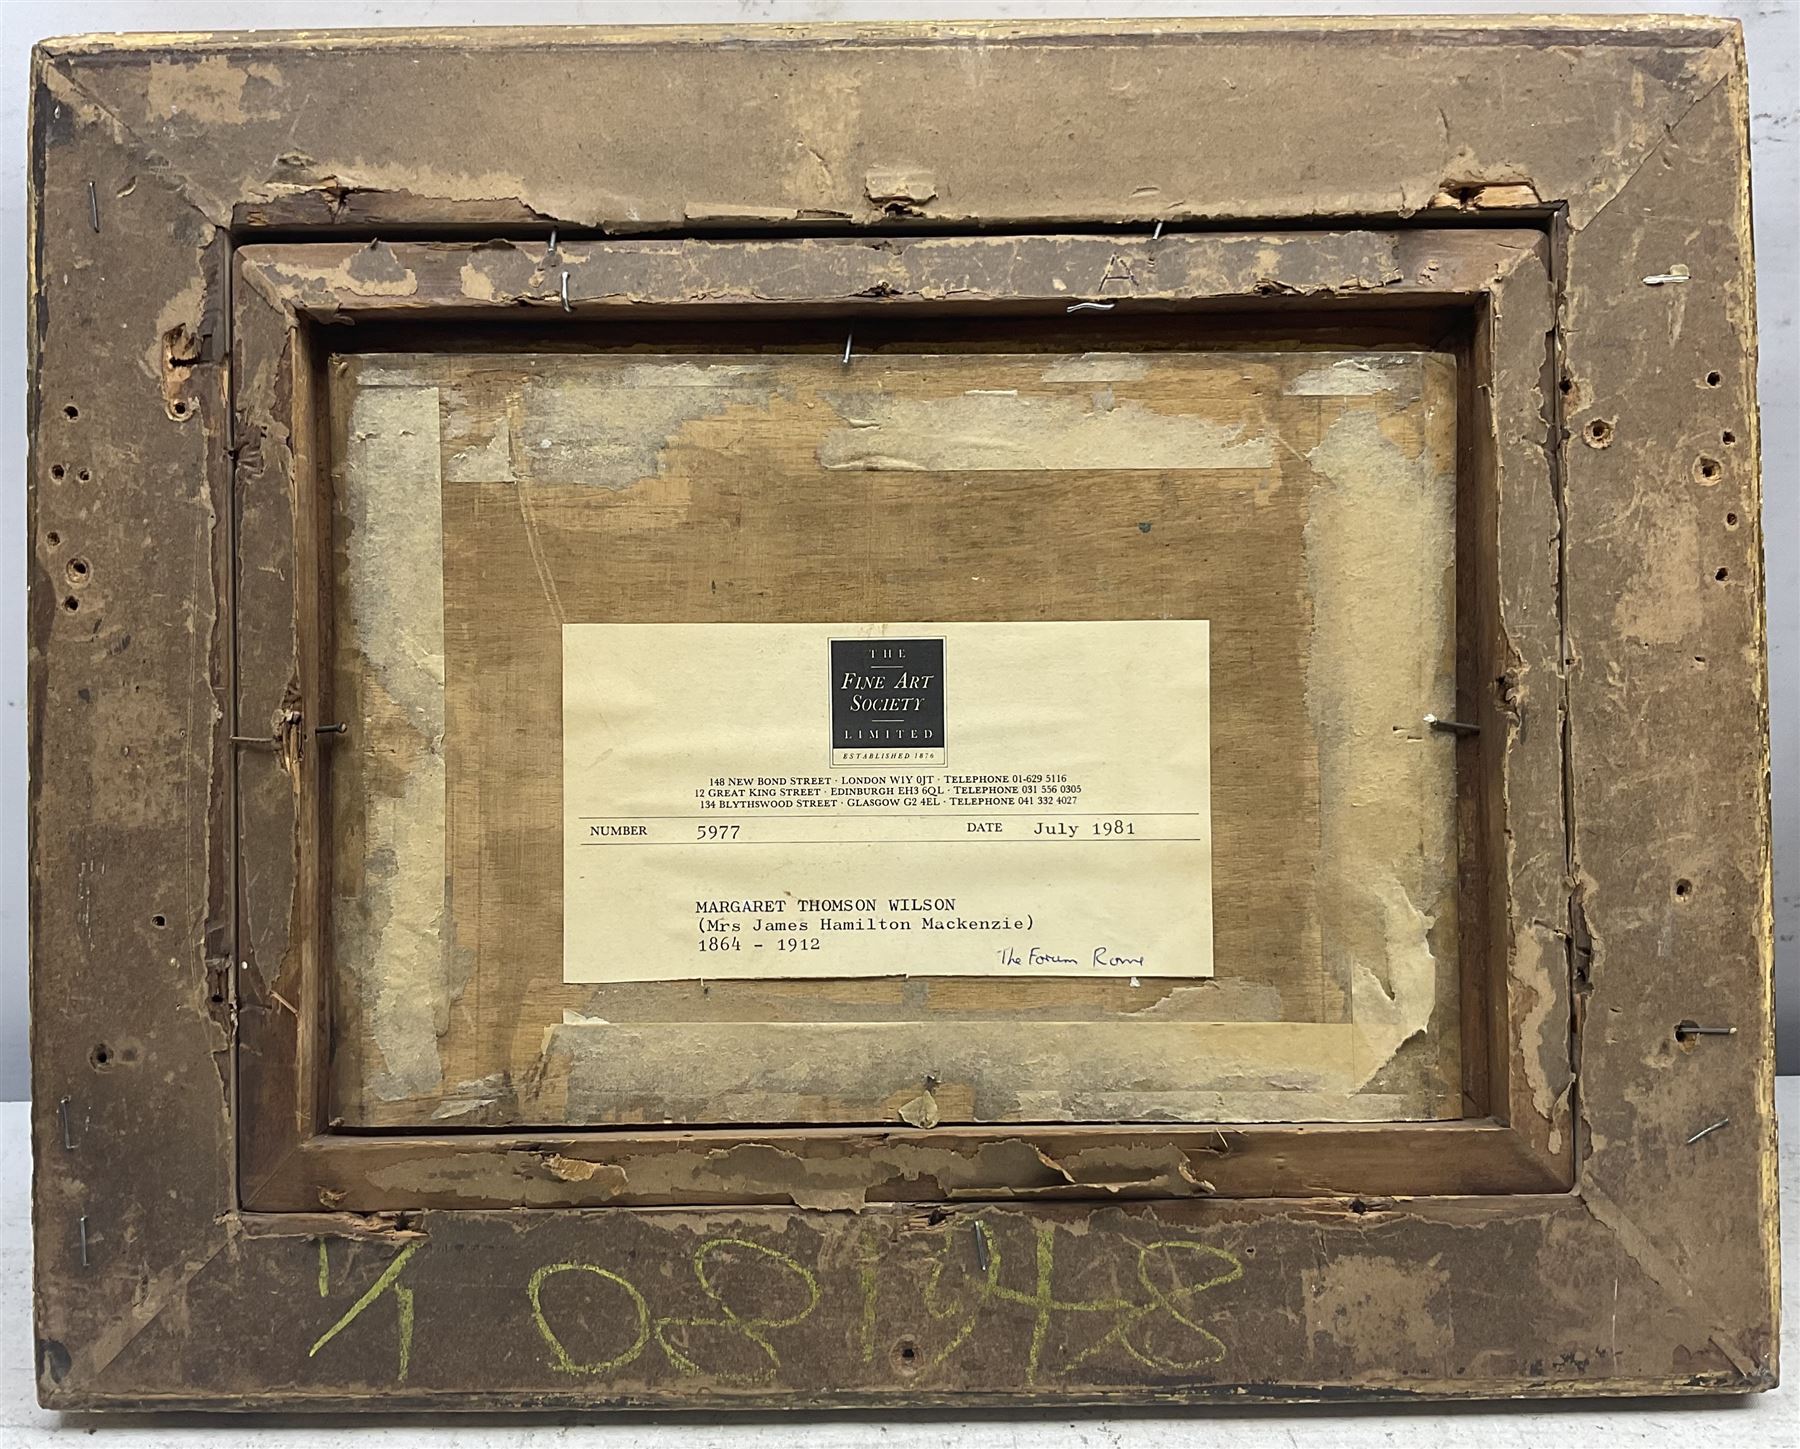 A
THE
FINE ART
SOCIETY
LIMITED
ESTABLISHED 1876
148 NEW BOND STREET · LONDON W1Y 0JT · TELEPHONE 01-629 5116
12 GREAT KING STREET · EDINBURGH EH3 6QL · TELEPHONE 031 556 0305
134 BLYTHSWOOD STREET · GLASGOW G2 4EL · TELEPHONE 041 332 4027
NUMBER 5977 DATE July 1981
MARGARET THOMSON WILSON
(Mrs James Hamilton Mackenzie)
1864 - 1912
The Forum Rome